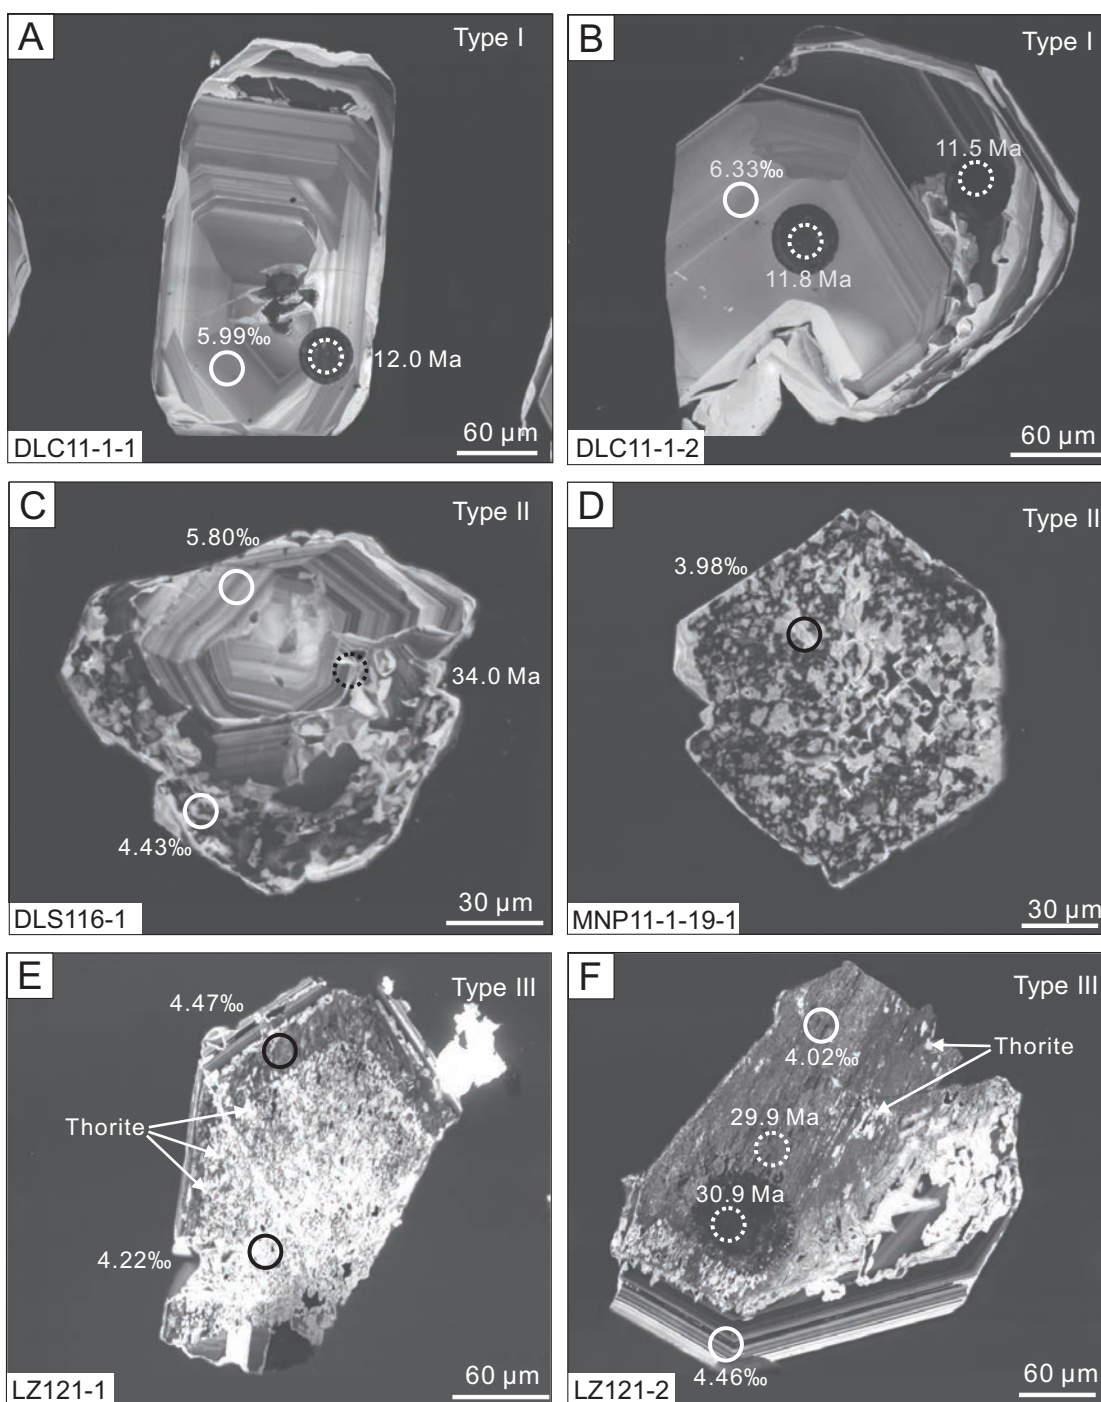 A
Type I
5.99‰
12.0 Ma
DLC11-1-1
60 µm
B
Type I
11.5 Ma
6.33‰
11.8 Ma
DLC11-1-2
60 µm
C
Type II
5.80‰
34.0 Ma
4.43‰
DLS116-1
30 µm
D
Type II
3.98‰
MNP11-1-19-1
30 µm
E
Type III
4.47‰
Thorite
4.22‰
LZ121-1
60 µm
F
Type III
Thorite
4.02‰
29.9 Ma
30.9 Ma
4.46‰
LZ121-2
60 µm